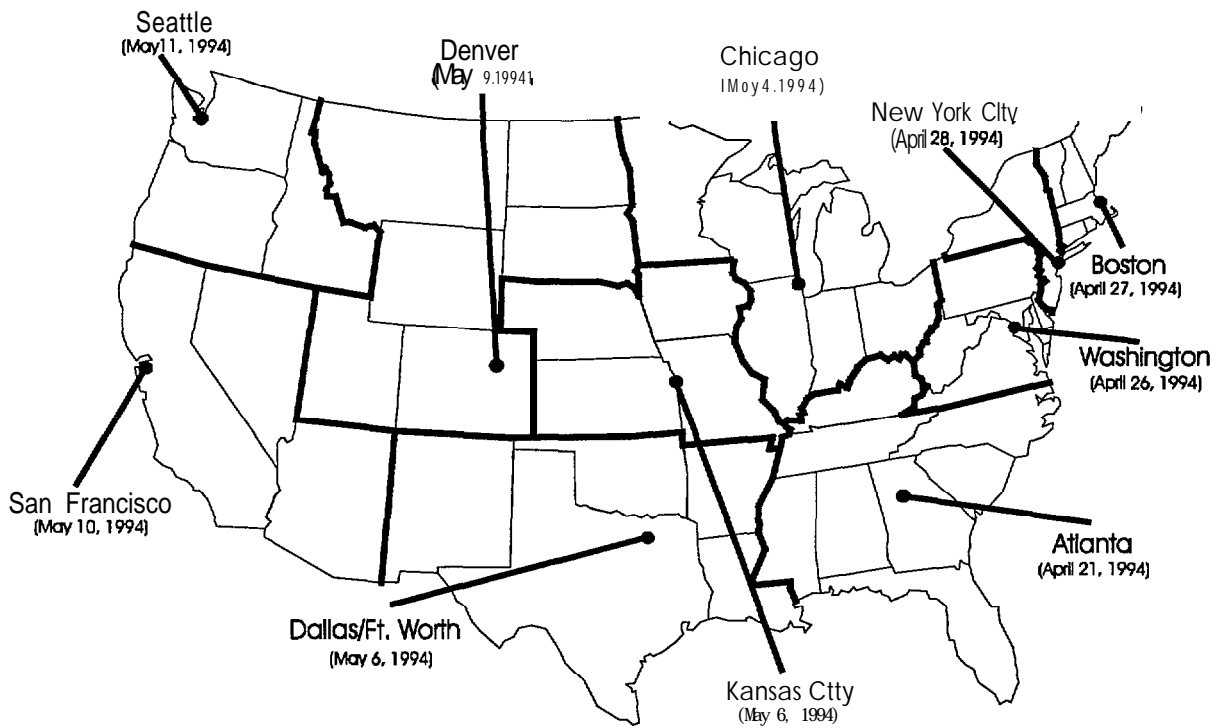 Seattle
(May11, 1994)
Denver
(May 9.1994)
Chicago
(May4.1994)
New York Clty
(April 28, 1994)
Boston
(April 27, 1994)
Washington
(April 26, 1994)
San Francisco
(May 10, 1994)
Atlanta
(April 21, 1994)
Dallas/Ft. Worth
(May 6, 1994)
Kansas Ctty
(May 6, 1994)